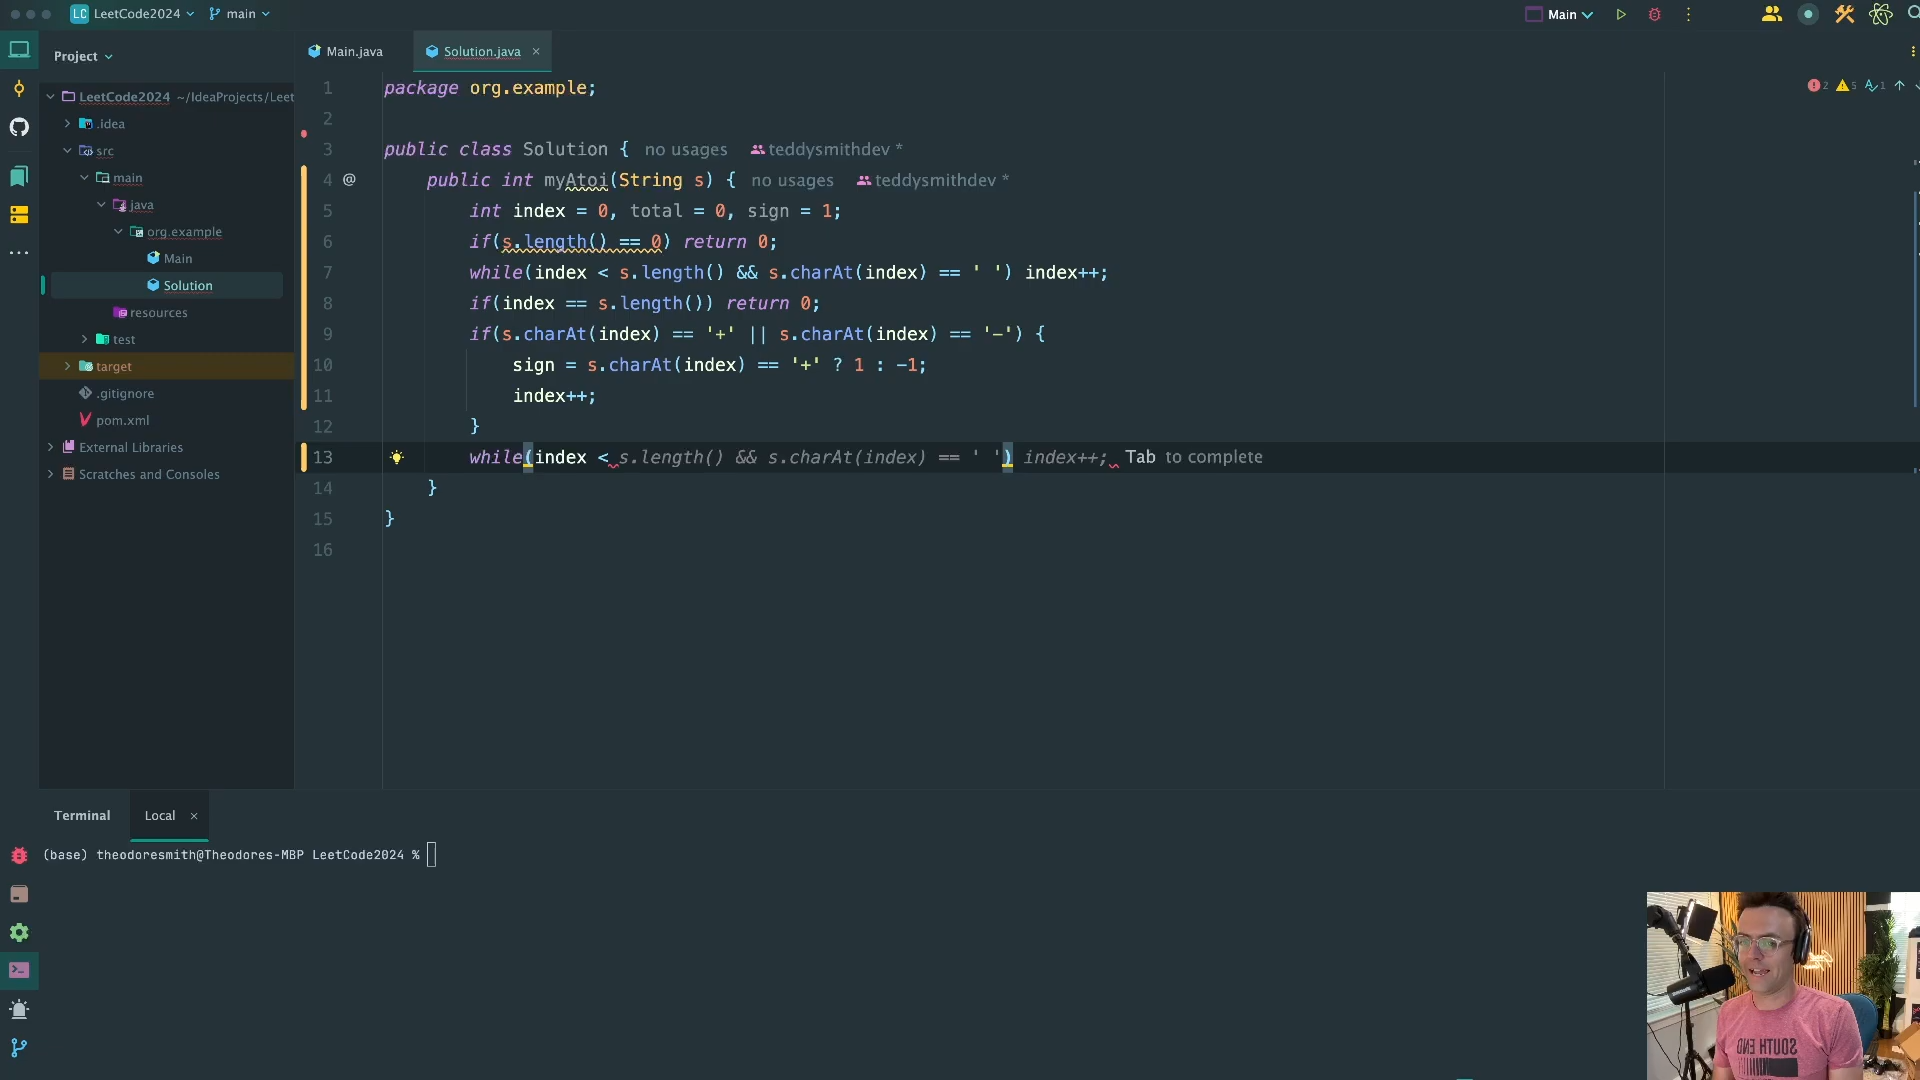 LC LeetCode2024 main Main
Project Main.java Solution.java
LeetCode2024 ~/IdeaProjects/Leet
.idea
src
main
java
org.example
Main
Solution
resources
test
target
.gitignore
pom.xml
External Libraries
Scratches and Consoles
2 5 1
1 package org.example;
2
3 public class Solution { no usages teddysmithdev *
4 @ public int myAtoi(String s) { no usages teddysmithdev *
5 int index = 0, total = 0, sign = 1;
6 if(s.length() == 0) return 0;
7 while(index < s.length() && s.charAt(index) == ' ') index++;
8 if(index == s.length()) return 0;
9 if(s.charAt(index) == '+' || s.charAt(index) == '-') {
10 sign = s.charAt(index) == '+' ? 1 : -1;
11 index++;
12 }
13 while(index < s.length() && s.charAt(index) == ' ') index++; Tab to complete
14 }
15 }
16
Terminal Local
(base) theodoresmith@Theodores-MBP LeetCode2024 %
SOUTH END